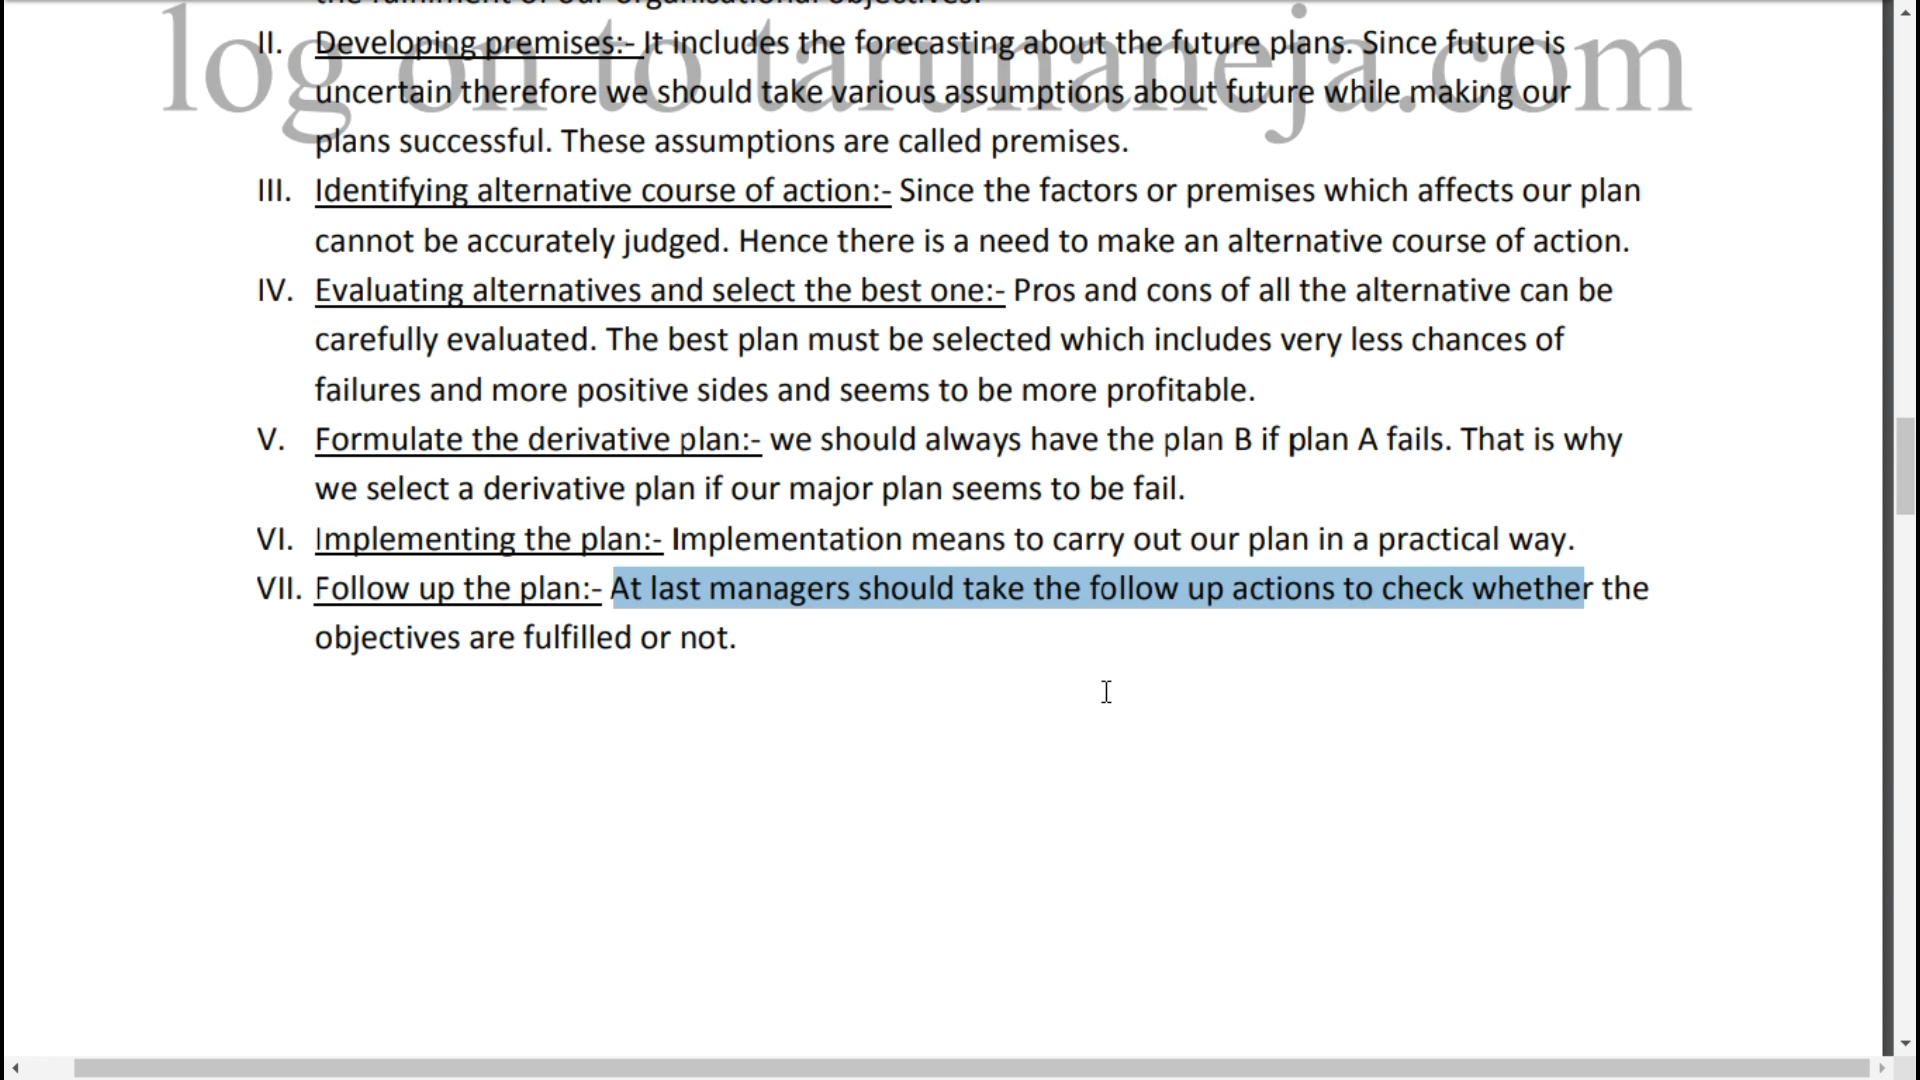 the fulfilment of our organisational objectives.
log on to tarunaneja.com
II. Developing premises:- It includes the forecasting about the future plans. Since future is
uncertain therefore we should take various assumptions about future while making our
plans successful. These assumptions are called premises.
III. Identifying alternative course of action:- Since the factors or premises which affects our plan
cannot be accurately judged. Hence there is a need to make an alternative course of action.
IV. Evaluating alternatives and select the best one:- Pros and cons of all the alternative can be
carefully evaluated. The best plan must be selected which includes very less chances of
failures and more positive sides and seems to be more profitable.
V. Formulate the derivative plan:- we should always have the plan B if plan A fails. That is why
we select a derivative plan if our major plan seems to be fail.
VI. Implementing the plan:- Implementation means to carry out our plan in a practical way.
VII. Follow up the plan:- At last managers should take the follow up actions to check whether the
objectives are fulfilled or not.